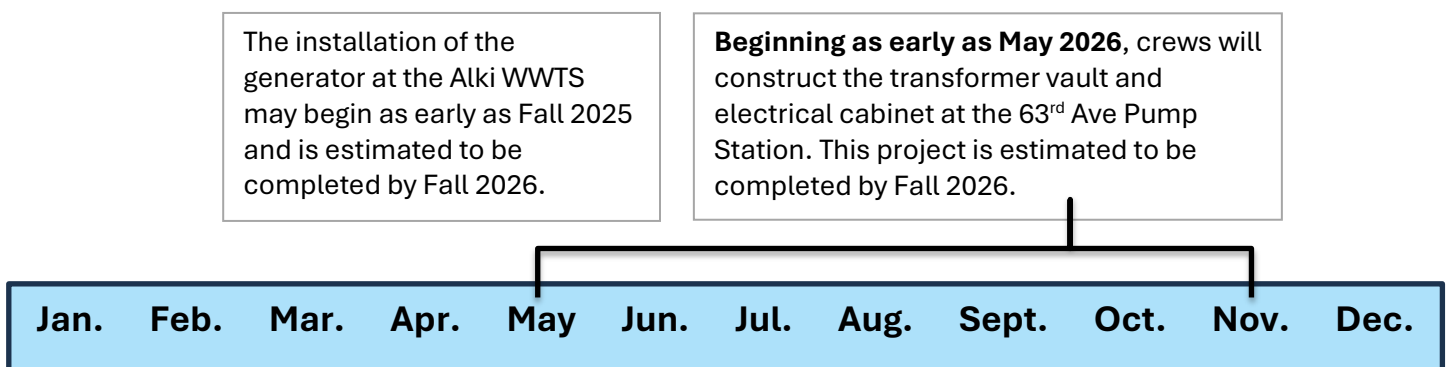 The installation of the
generator at the Alki WWTS
may begin as early as Fall 2025
and is estimated to be
completed by Fall 2026.
Beginning as early as May 2026, crews will
construct the transformer vault and
electrical cabinet at the 63rd Ave Pump
Station. This project is estimated to be
completed by Fall 2026.
Jan. Feb. Mar. Apr. May Jun. Jul. Aug. Sept. Oct. Nov. Dec.